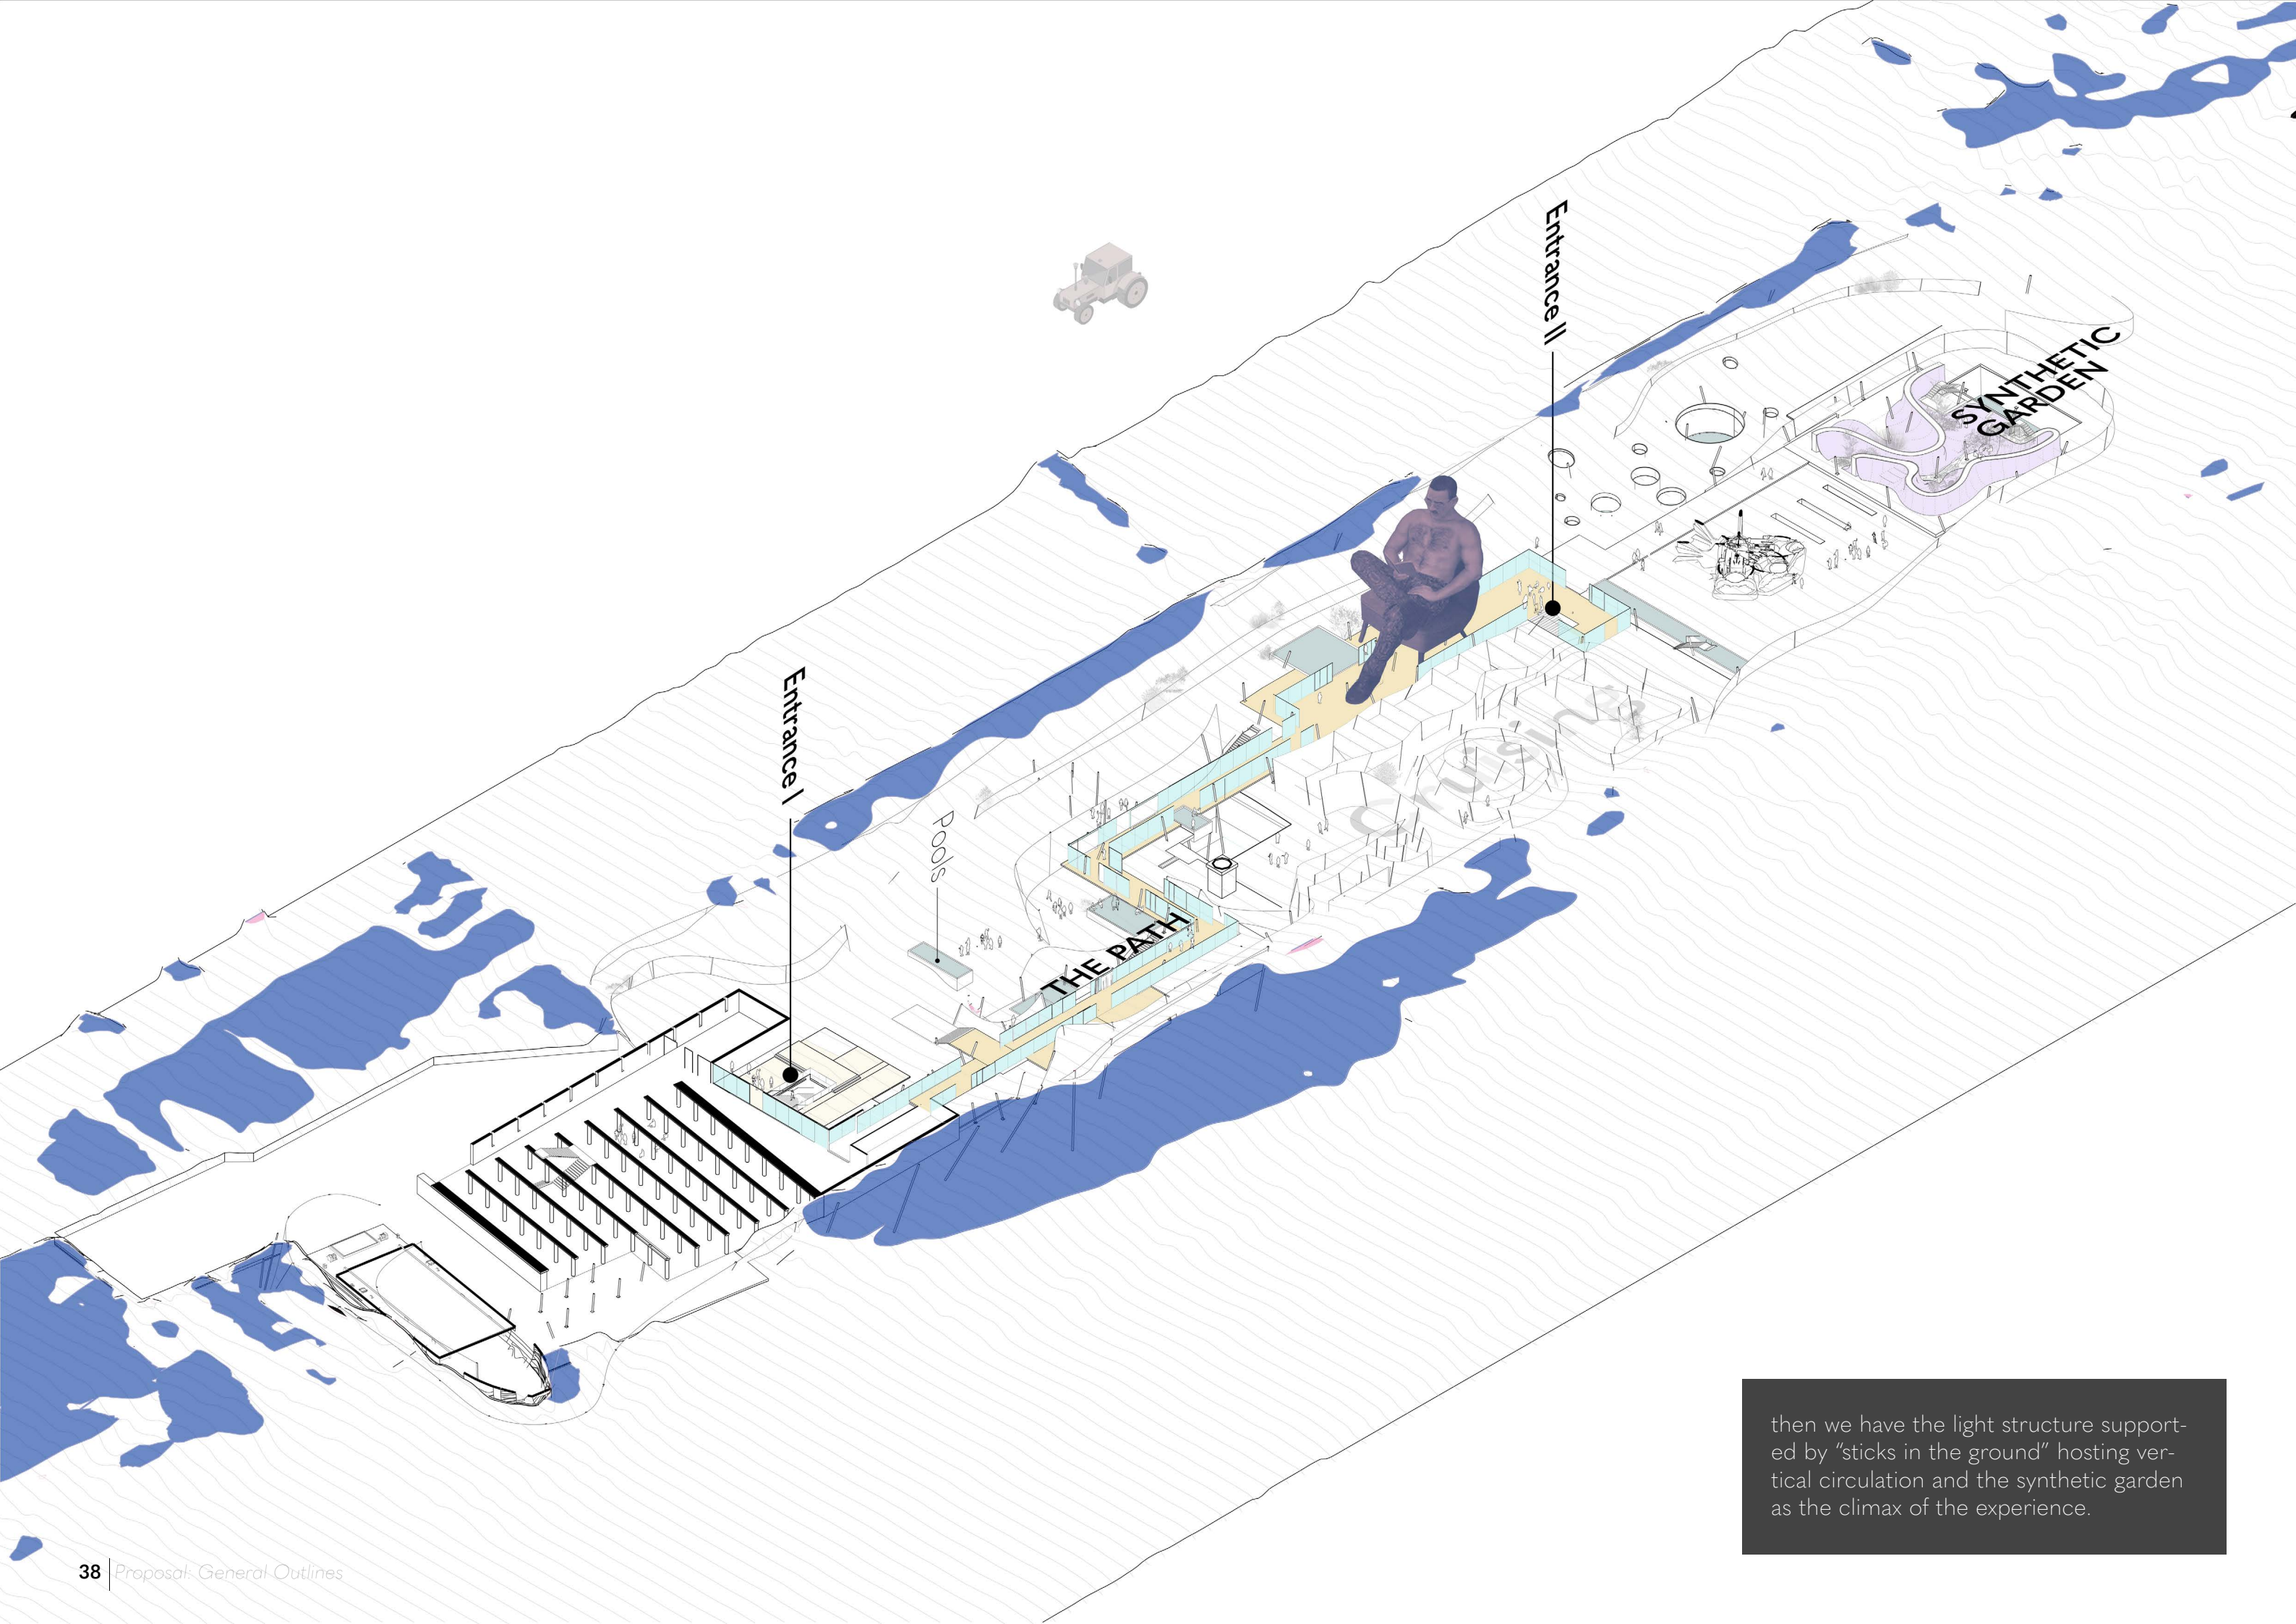 Entrance II
SYNTHETIC
GARDEN
Entrance I
Cruising
Pools
THE PATH
then we have the light structure support-
ed by “sticks in the ground” hosting ver-
tical circulation and the synthetic garden
as the climax of the experience.
38 Proposal: General Outlines